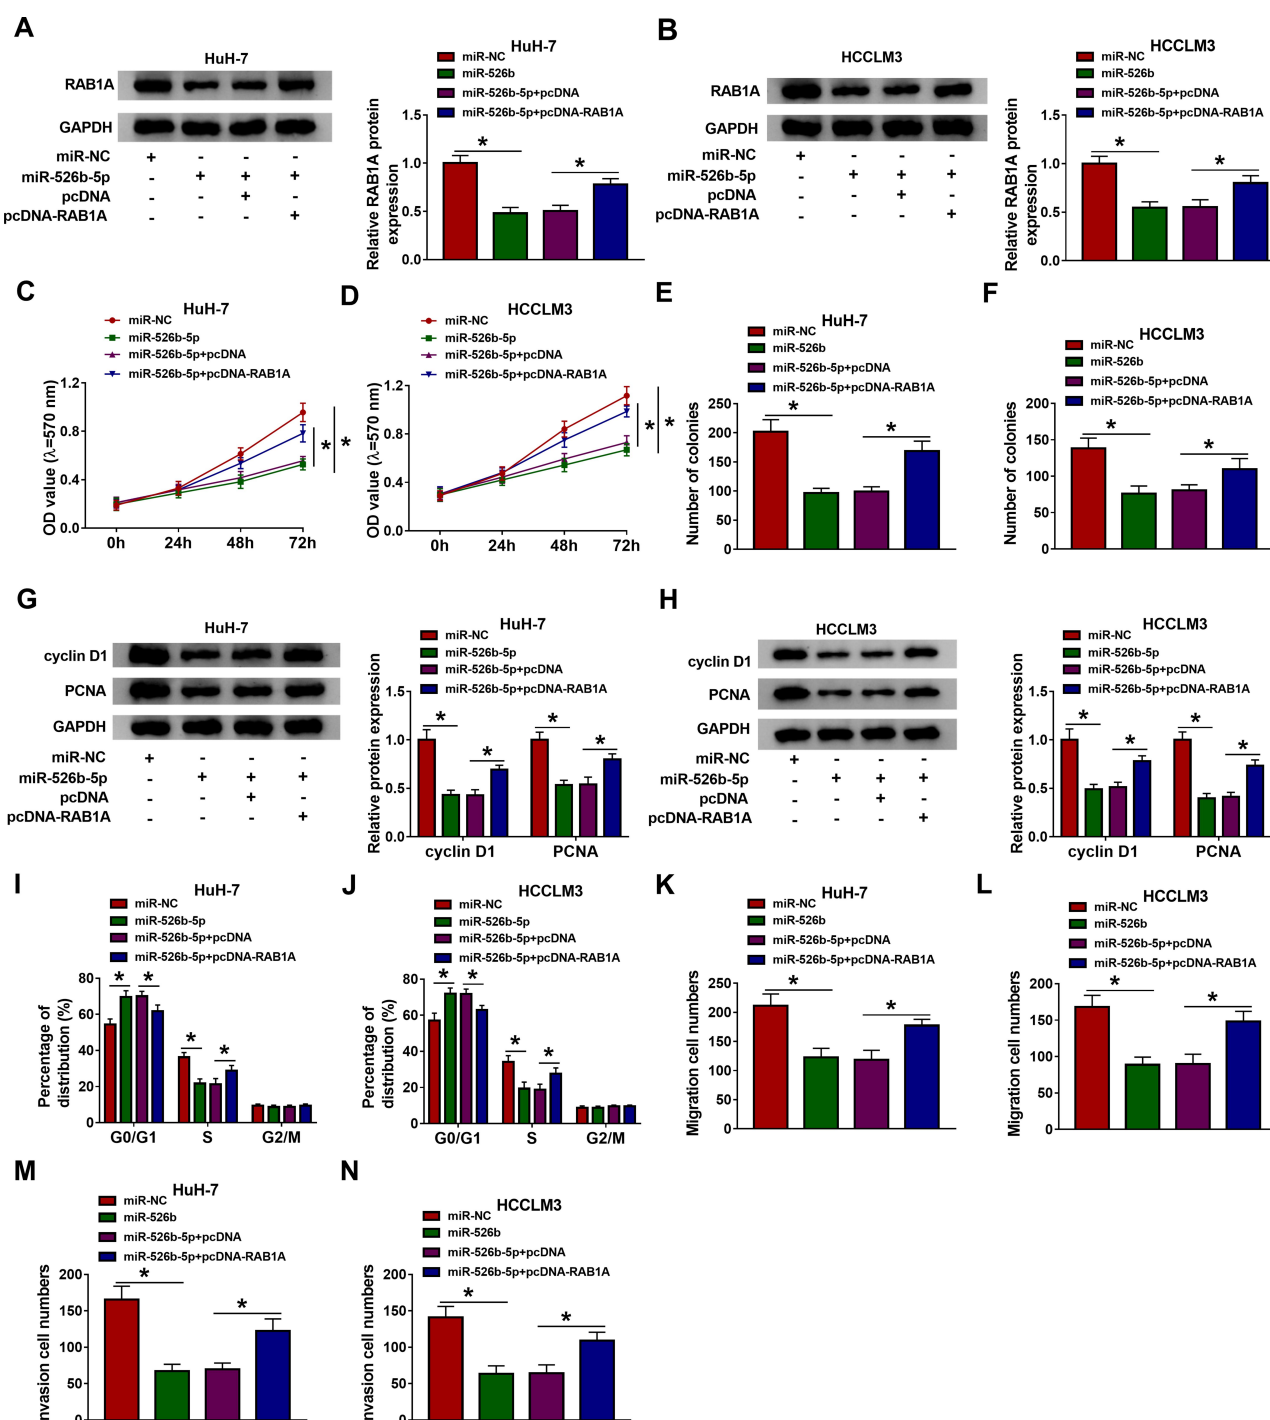 A
HuH-7
RAB1A
GAPDH
miR-NC + - - -
miR-526b-5p - + + +
pcDNA - - + -
pcDNA-RAB1A - - - +
HuH-7
miR-NC
miR-526b
miR-526b-5p+pcDNA
miR-526b-5p+pcDNA-RAB1A
Relative RAB1A protein
expression
1.5
1.0
0.5
0.0
* *
B
HCCLM3
RAB1A
GAPDH
miR-NC + - - -
miR-526b-5p - + + +
pcDNA - - + -
pcDNA-RAB1A - - - +
HCCLM3
miR-NC
miR-526b
miR-526b-5p+pcDNA
miR-526b-5p+pcDNA-RAB1A
Relative RAB1A protein
expression
1.5
1.0
0.5
0.0
* *
C
HuH-7
miR-NC
miR-526b-5p
miR-526b-5p+pcDNA
miR-526b-5p+pcDNA-RAB1A
OD value (λ=570 nm)
1.2
0.8
0.4
0.0
0h 24h 48h 72h
* *
D
HCCLM3
miR-NC
miR-526b-5p
miR-526b-5p+pcDNA
miR-526b-5p+pcDNA-RAB1A
OD value (λ=570 nm)
1.2
0.8
0.4
0.0
0h 24h 48h 72h
* *
E
HuH-7
miR-NC
miR-526b
miR-526b-5p+pcDNA
miR-526b-5p+pcDNA-RAB1A
Number of colonies
250
200
150
100
50
0
* *
F
HCCLM3
miR-NC
miR-526b
miR-526b-5p+pcDNA
miR-526b-5p+pcDNA-RAB1A
Number of colonies
200
150
100
50
0
* *
G
HuH-7
cyclin D1
PCNA
GAPDH
miR-NC + - - -
miR-526b-5p - + + +
pcDNA - - + -
pcDNA-RAB1A - - - +
HuH-7
miR-NC
miR-526b-5p
miR-526b-5p+pcDNA
miR-526b-5p+pcDNA-RAB1A
Relative protein expression
1.5
1.0
0.5
0.0
* * * *
cyclin D1 PCNA
H
HCCLM3
cyclin D1
PCNA
GAPDH
miR-NC + - - -
miR-526b-5p - + + +
pcDNA - - + -
pcDNA-RAB1A - - - +
HCCLM3
miR-NC
miR-526b-5p
miR-526b-5p+pcDNA
miR-526b-5p+pcDNA-RAB1A
Relative protein expression
1.5
1.0
0.5
0.0
* * * *
cyclin D1 PCNA
I
HuH-7
miR-NC
miR-526b-5p
miR-526b-5p+pcDNA
miR-526b-5p+pcDNA-RAB1A
Percentage of
distribution (%)
80
60
40
20
0
* * * *
G0/G1 S G2/M
J
HCCLM3
miR-NC
miR-526b-5p
miR-526b-5p+pcDNA
miR-526b-5p+pcDNA-RAB1A
Percentage of
distribution (%)
80
60
40
20
0
* * * *
G0/G1 S G2/M
K
HuH-7
miR-NC
miR-526b
miR-526b-5p+pcDNA
miR-526b-5p+pcDNA-RAB1A
Migration cell numbers
250
200
150
100
50
0
* *
L
HCCLM3
miR-NC
miR-526b
miR-526b-5p+pcDNA
miR-526b-5p+pcDNA-RAB1A
Migration cell numbers
200
150
100
50
0
* *
M
HuH-7
miR-NC
miR-526b
miR-526b-5p+pcDNA
miR-526b-5p+pcDNA-RAB1A
nvasion cell numbers
200
150
100
50
0
* *
N
HCCLM3
miR-NC
miR-526b
miR-526b-5p+pcDNA
miR-526b-5p+pcDNA-RAB1A
nvasion cell numbers
200
150
100
50
0
* *